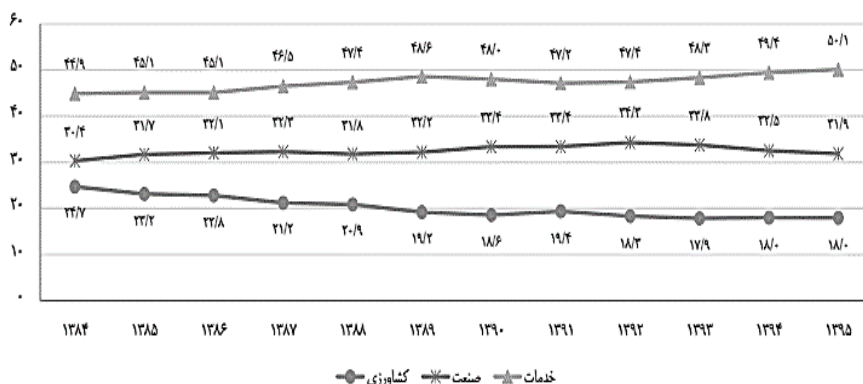 ۶۰
۴۴/۹ ۴۵/۱ ۴۵/۱ ۴۶/۵ ۴۷/۴ ۴۸/۶ ۴۸/۰ ۴۷/۲ ۴۷/۴ ۴۸/۳ ۴۹/۴ ۵۰/۱
۵۰
۴۰
۳۰/۴ ۳۱/۷ ۳۲/۱ ۳۲/۳ ۳۱/۸ ۳۲/۲ ۳۳/۴ ۳۳/۴ ۳۴/۳ ۳۳/۸ ۳۲/۵ ۳۱/۹
۳۰
۲۰
۲۴/۷ ۲۳/۲ ۲۲/۸ ۲۱/۲ ۲۰/۹ ۱۹/۲ ۱۸/۶ ۱۹/۴ ۱۸/۳ ۱۷/۹ ۱۸/۰ ۱۸/۰
۱۰
۰
۱۳۸۴ ۱۳۸۵ ۱۳۸۶ ۱۳۸۷ ۱۳۸۸ ۱۳۸۹ ۱۳۹۰ ۱۳۹۱ ۱۳۹۲ ۱۳۹۳ ۱۳۹۴ ۱۳۹۵
خدمات صنعت کشاورزی